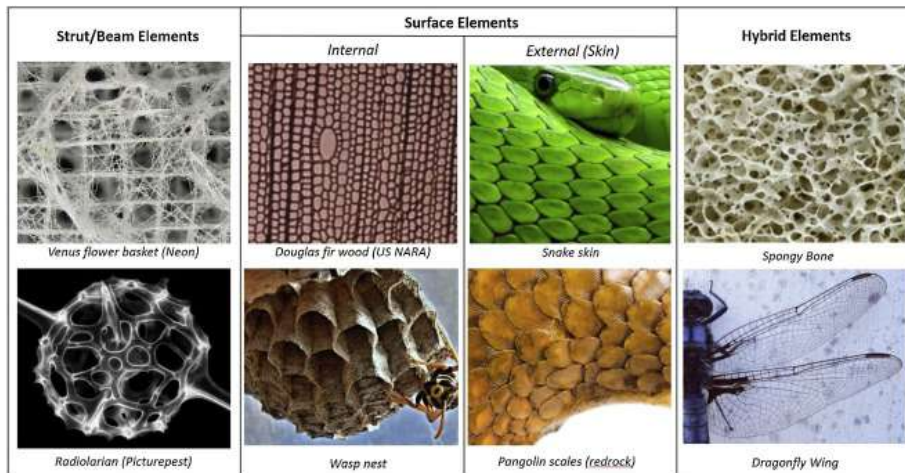 Strut/Beam Elements
Surface Elements
Internal
External (Skin)
Hybrid Elements
Venus flower basket (Neon)
Douglas fir wood (US NARA)
Snake skin
Spongy Bone
Radiolarian (Picturepest)
Wasp nest
Pangolin scales (redrock)
Dragonfly Wing